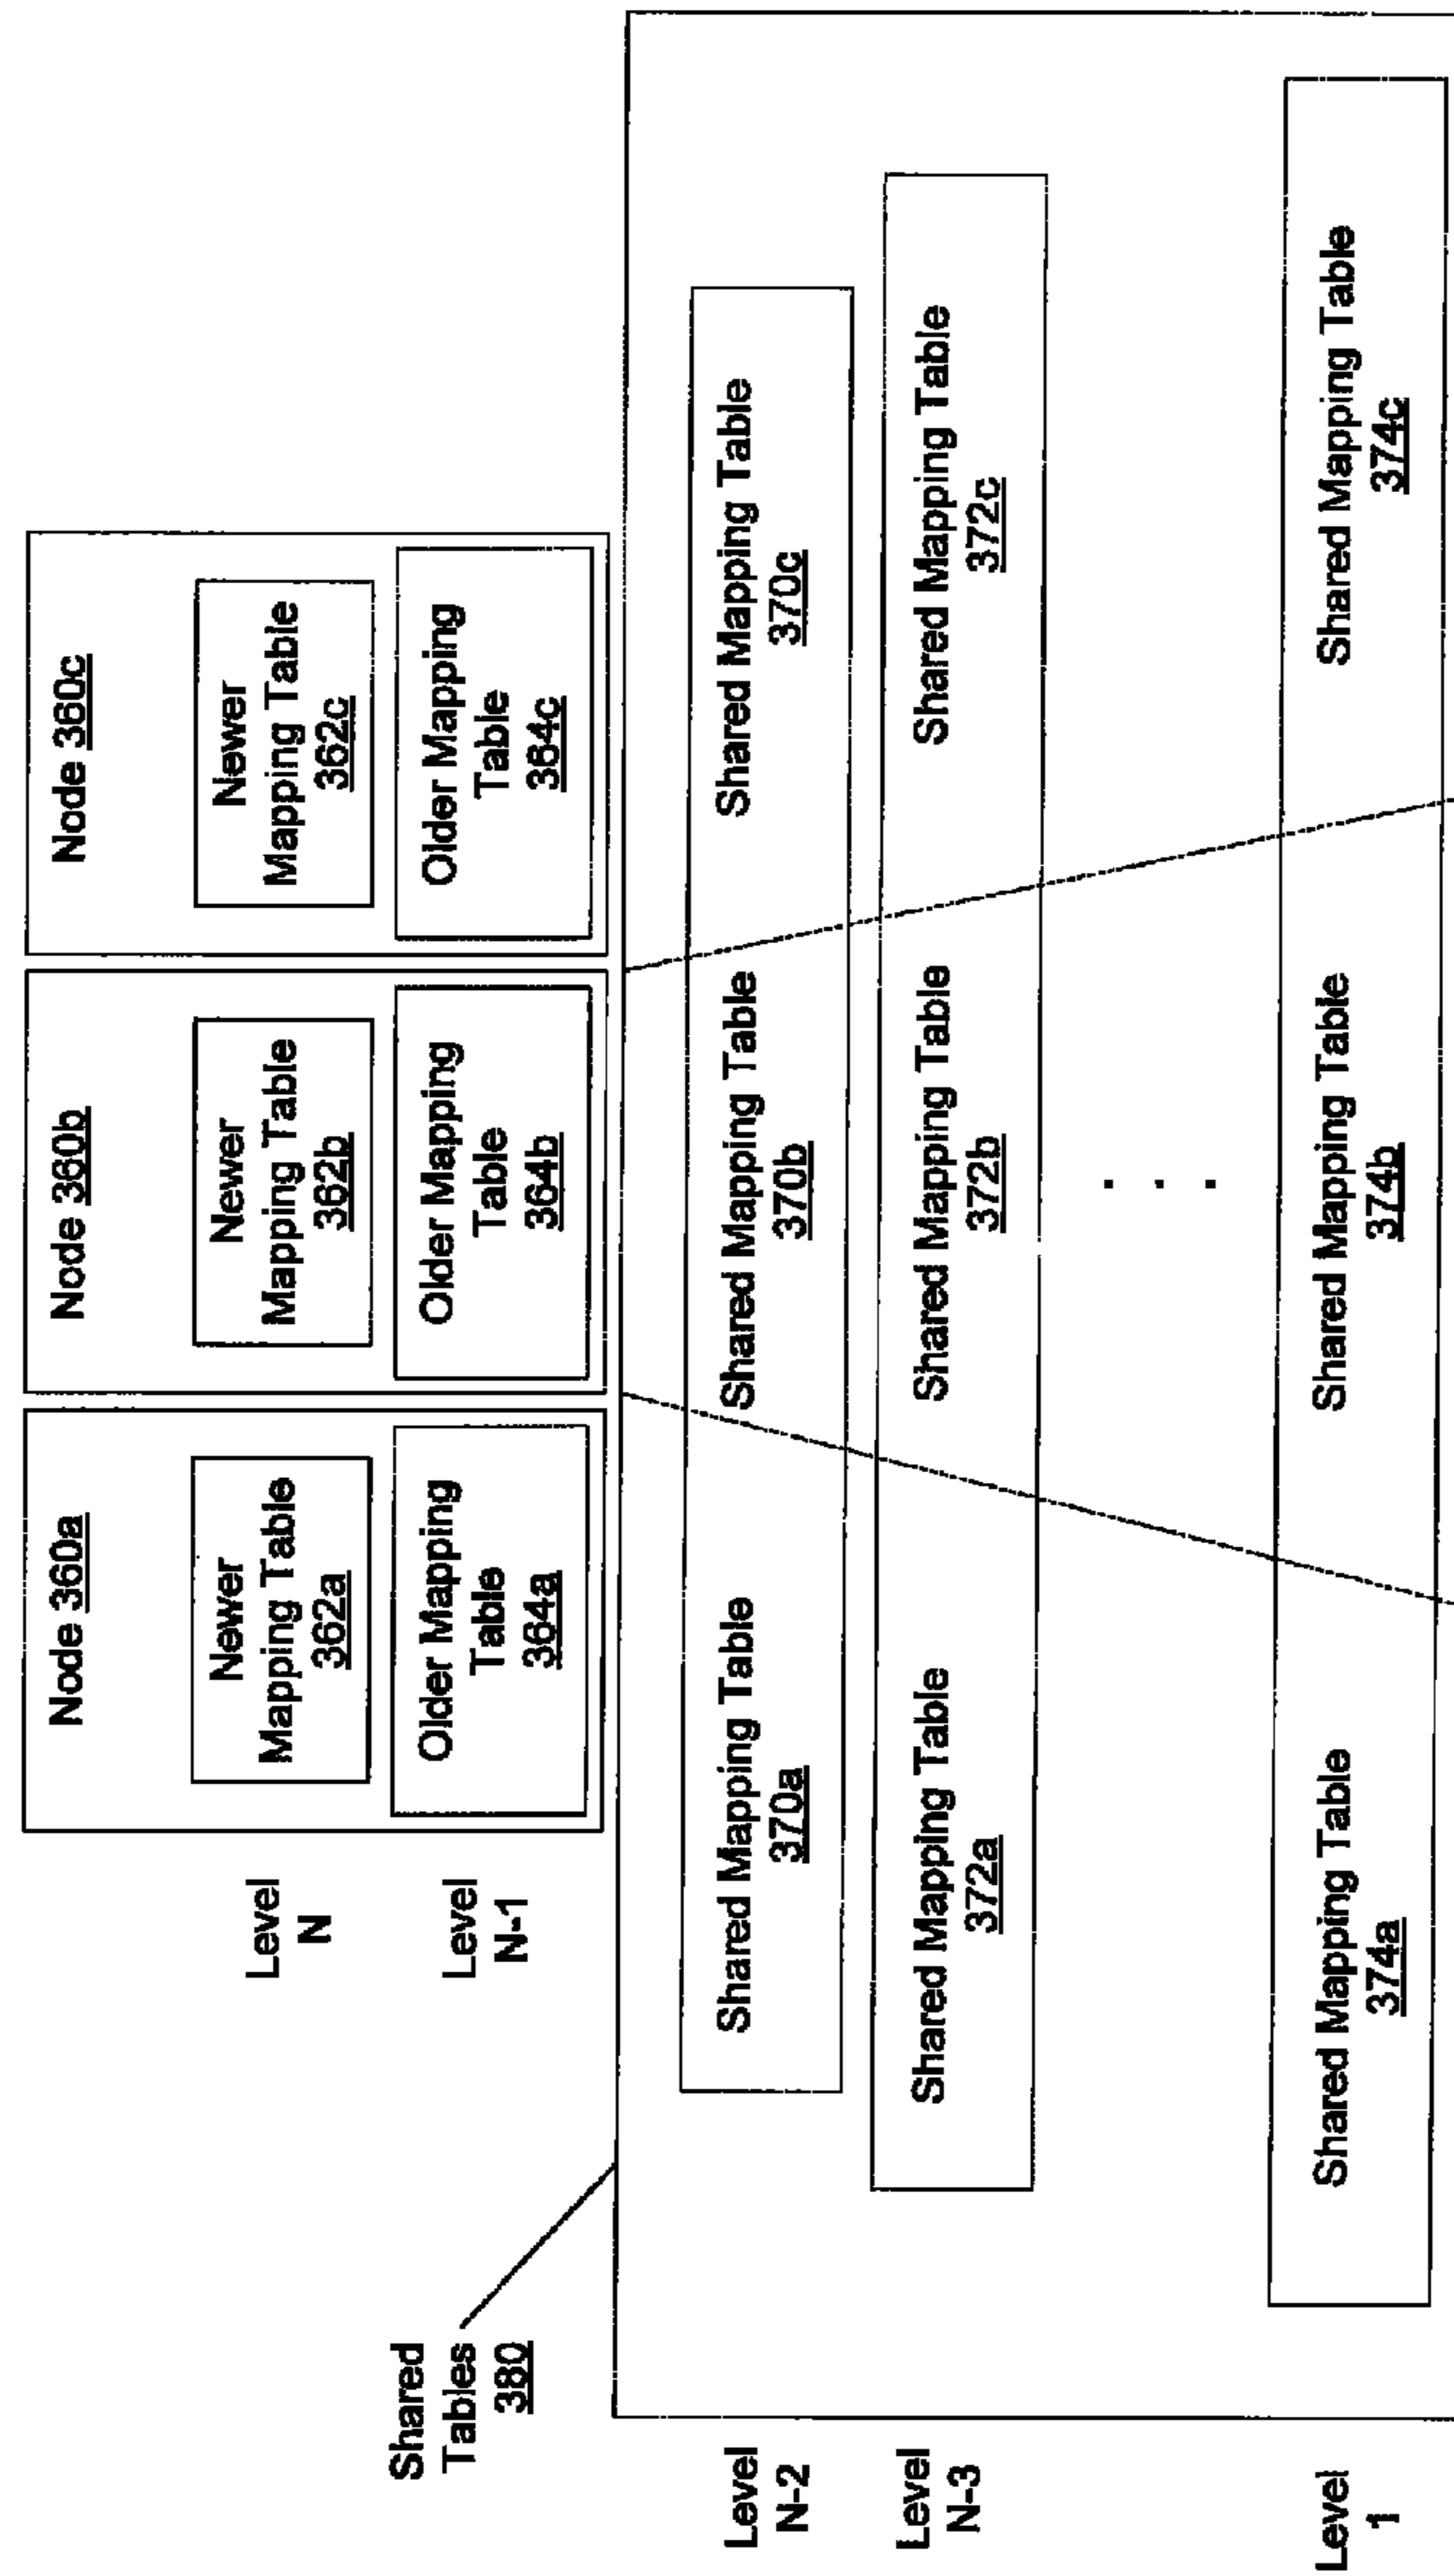 Node 360a
Node 360b
Node 360c
Level
N
Newer
Mapping Table
362a
Newer
Mapping Table
362b
Newer
Mapping Table
362c
Level
N-1
Older Mapping
Table
364a
Older Mapping
Table
364b
Older Mapping
Table
364c
Shared
Tables
380
Level
N-2
Shared Mapping Table
370a
Shared Mapping Table
370b
Shared Mapping Table
370c
Level
N-3
Shared Mapping Table
372a
Shared Mapping Table
372b
Shared Mapping Table
372c
. . .
Level
1
Shared Mapping Table
374a
Shared Mapping Table
374b
Shared Mapping Table
374c